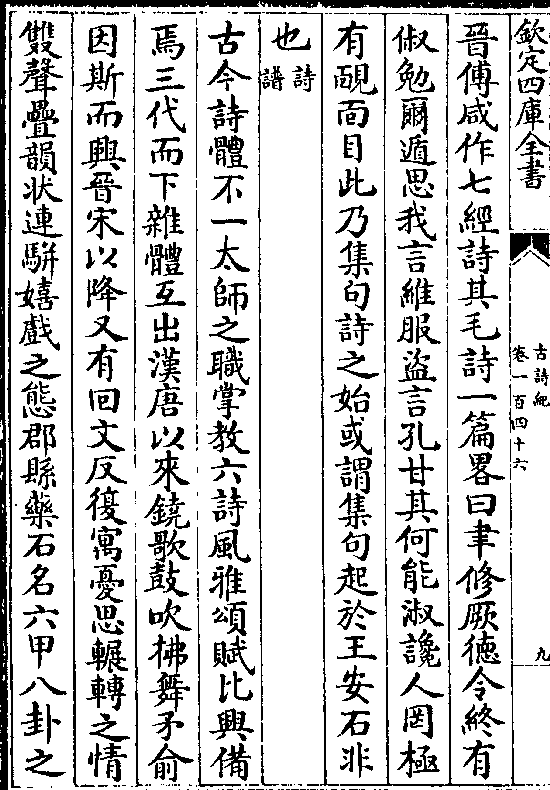 欽定四庫全書
古詩紀
卷一百四十六
九
晉傅咸作七經詩其毛詩一篇畧曰聿修厥德令終有
俶勉爾遁思我言維服盜言孔甘其何能淑讒人罔極
有靦面目此乃集句詩之始或謂集句起於王安石非
也詩譜
古今詩體不一太師之職掌教六詩風雅頌賦比興備
焉三代而下雜體互出漢唐以來鐃歌鼓吹拂舞矛俞
因斯而興晉宋以降又有回文反復寓憂思輾轉之情
雙聲疊韻状連駢嬉戲之態郡縣藥石名六甲八卦之